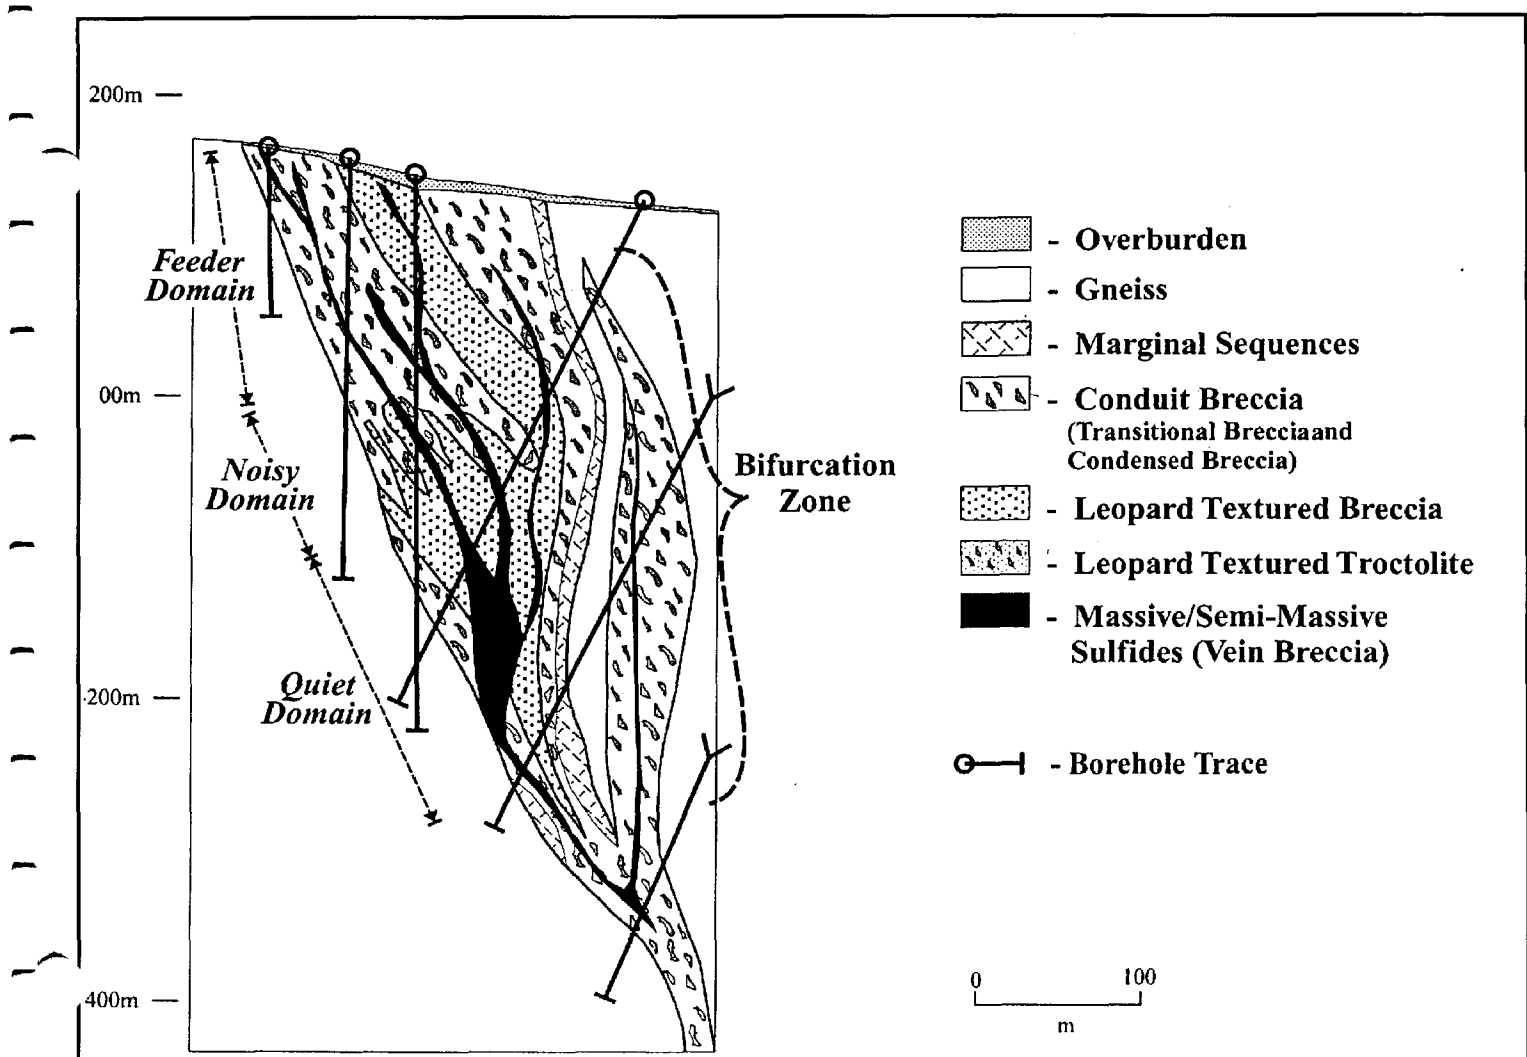 200m
Feeder
Domain
00m
Noisy
Domain
Bifurcation
Zone
Quiet
Domain
200m
400m
- Overburden
- Gneiss
- Marginal Sequences
- Conduit Breccia
(Transitional Brecciaand
Condensed Breccia)
- Leopard Textured Breccia
- Leopard Textured Troctolite
- Massive/Semi-Massive
Sulfides (Vein Breccia)
- Borehole Trace
0 100
m